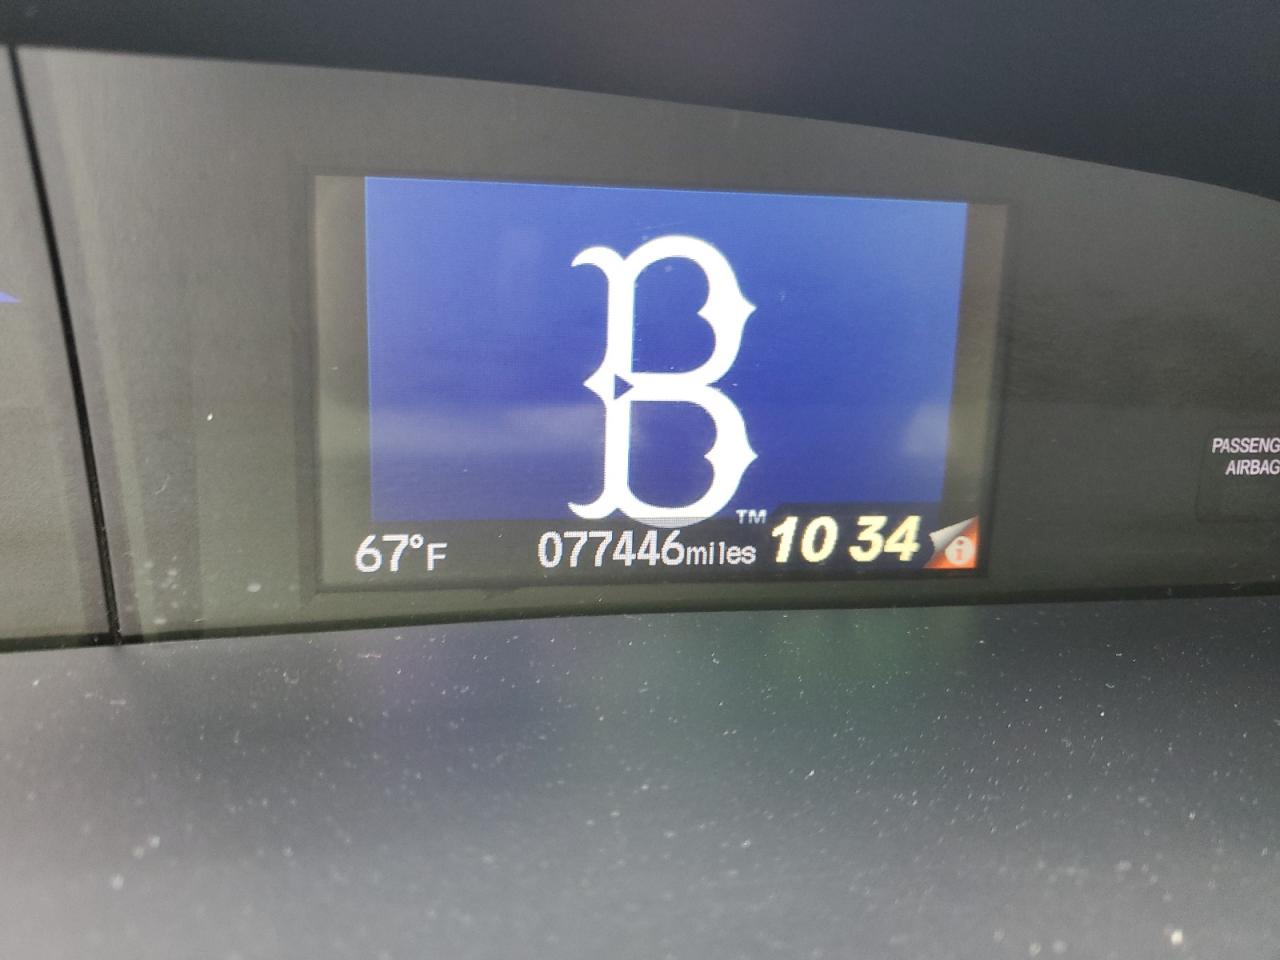 B
TM
67°F 077446miles 10 34 i
PASSENG
AIRBAG